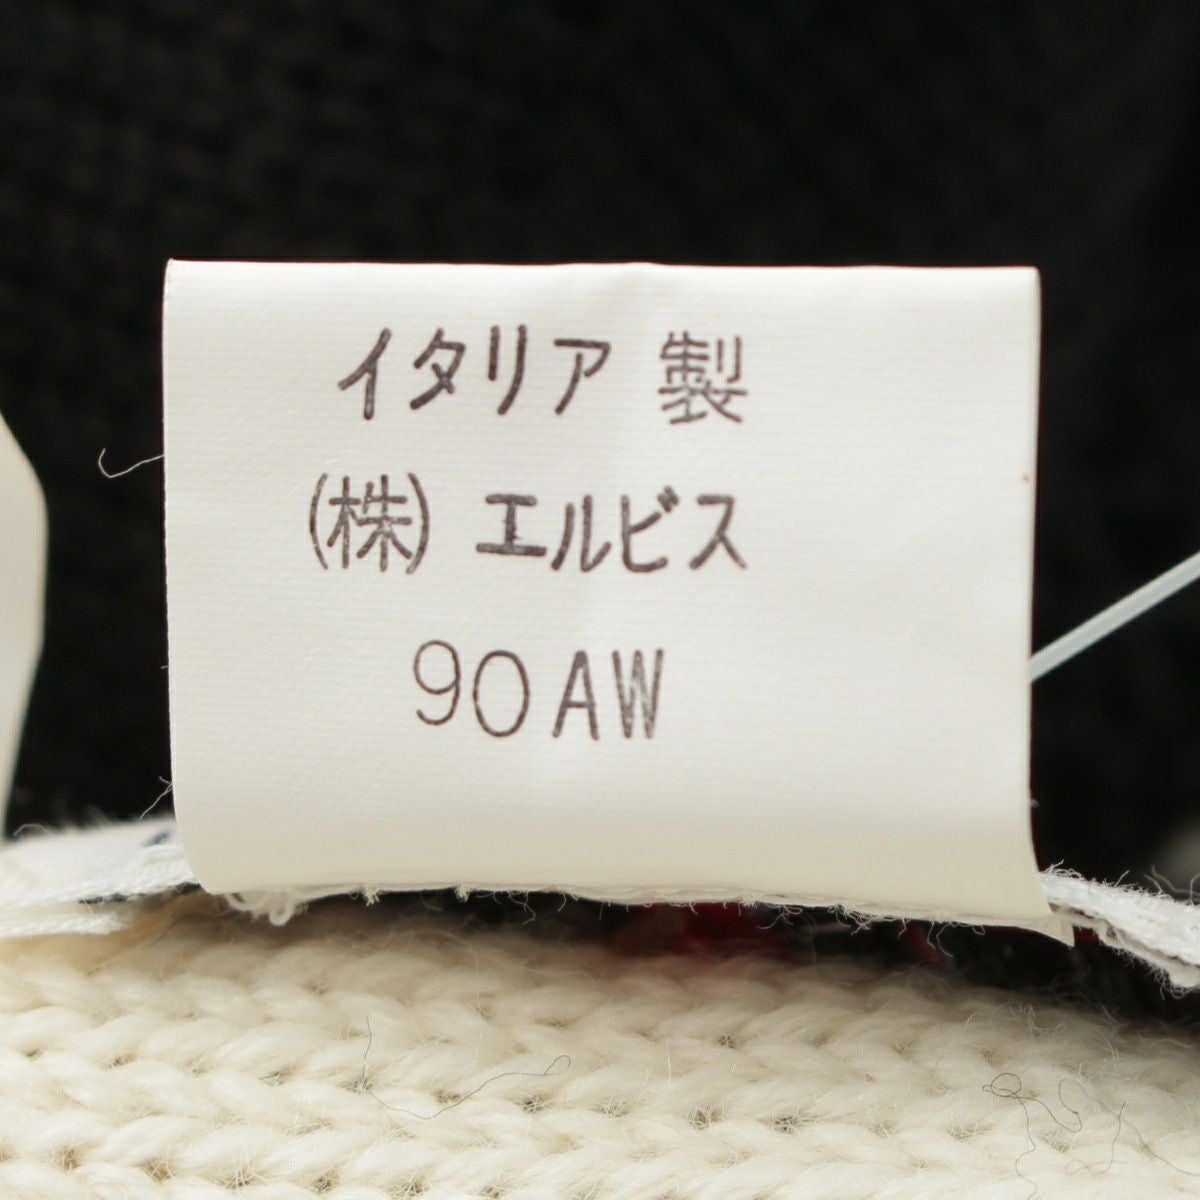 イタリア 製
(株) エルビス
90AW